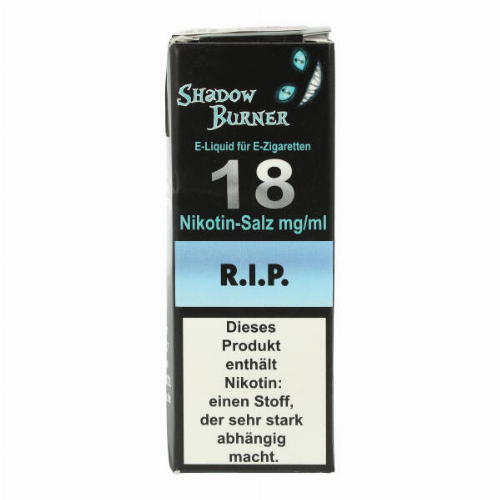 Shadow
Burner
E-Liquid für E-Zigaretten
18
Nikotin-Salz mg/ml
R.I.P.
Dieses
Produkt
enthält
Nikotin:
einen Stoff,
der sehr stark
abhängig
macht.